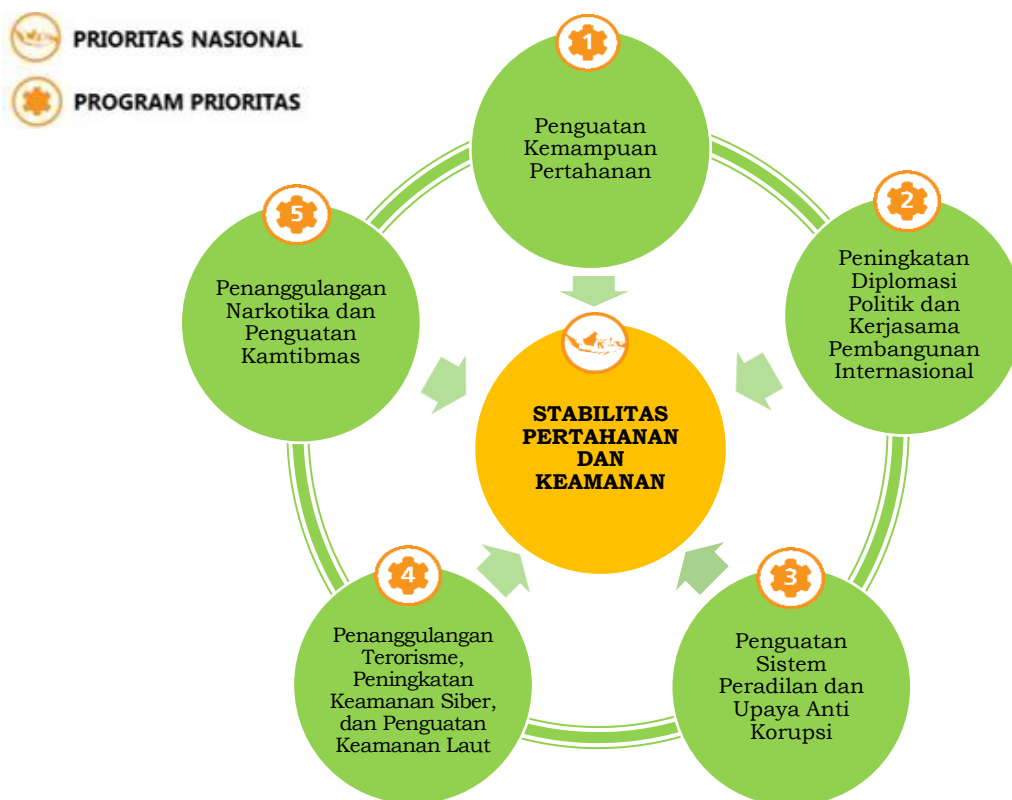 PRIORITAS NASIONAL
PROGRAM PRIORITAS
1
Penguatan
Kemampuan
Pertahanan
2
Peningkatan
Diplomasi
Politik dan
Kerjasama
Pembangunan
Internasional
3
Penguatan
Sistem
Peradilan dan
Upaya Anti
Korupsi
4
Penanggulangan
Terorisme,
Peningkatan
Keamanan Siber,
dan Penguatan
Keamanan Laut
5
Penanggulangan
Narkotika dan
Penguatan
Kamtibmas
STABILITAS
PERTAHANAN
DAN
KEAMANAN